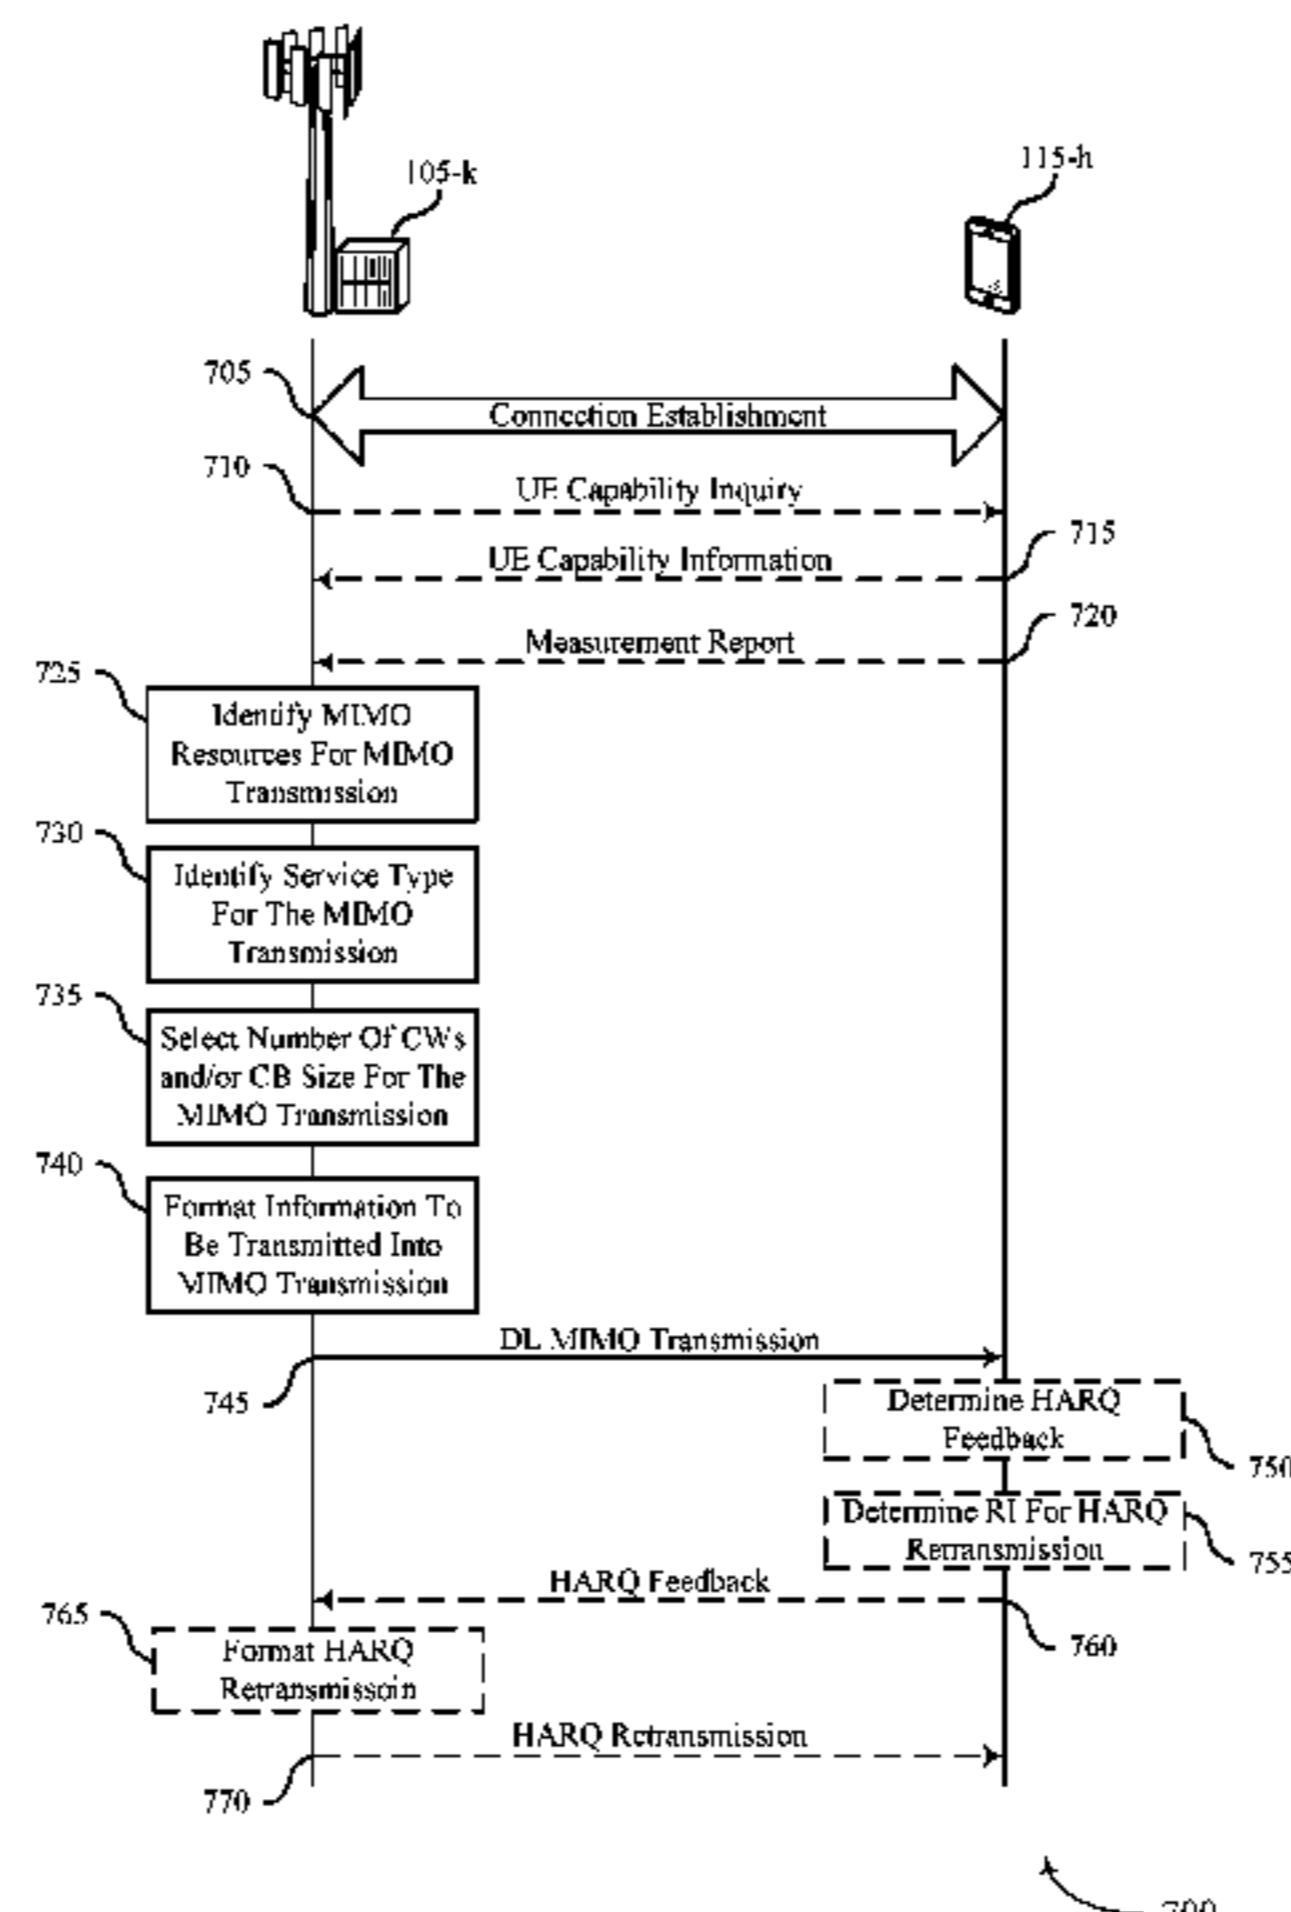 105-k
115-h
705
Connection Establishment
710
UE Capability Inquiry
715
UE Capability Information
720
Measurement Report
725
Identify MIMO
Resources For MIMO
Transmission
730
Identify Service Type
For The MIMO
Transmission
735
Select Number Of CWs
and/or CB Size For The
MIMO Transmission
740
Format Information To
Be Transmitted Into
MIMO Transmission
DL MIMO Transmission
745
Determine HARQ
Feedback
750
Determine RI For HARQ
Retransmission
755
HARQ Feedback
760
765
Format HARQ
Retransmissoin
HARQ Retransmission
770